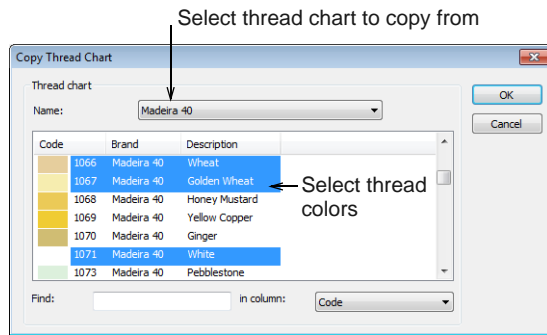 Select thread chart to copy from
Copy Thread Chart
Thread chart
Name: Madeira 40
OK
Cancel
Code Brand Description
1066 Madeira 40 Wheat
1067 Madeira 40 Golden Wheat
1068 Madeira 40 Honey Mustard
1069 Madeira 40 Yellow Copper
1070 Madeira 40 Ginger
1071 Madeira 40 White
1073 Madeira 40 Pebblestone
Select thread
colors
Find: in column: Code